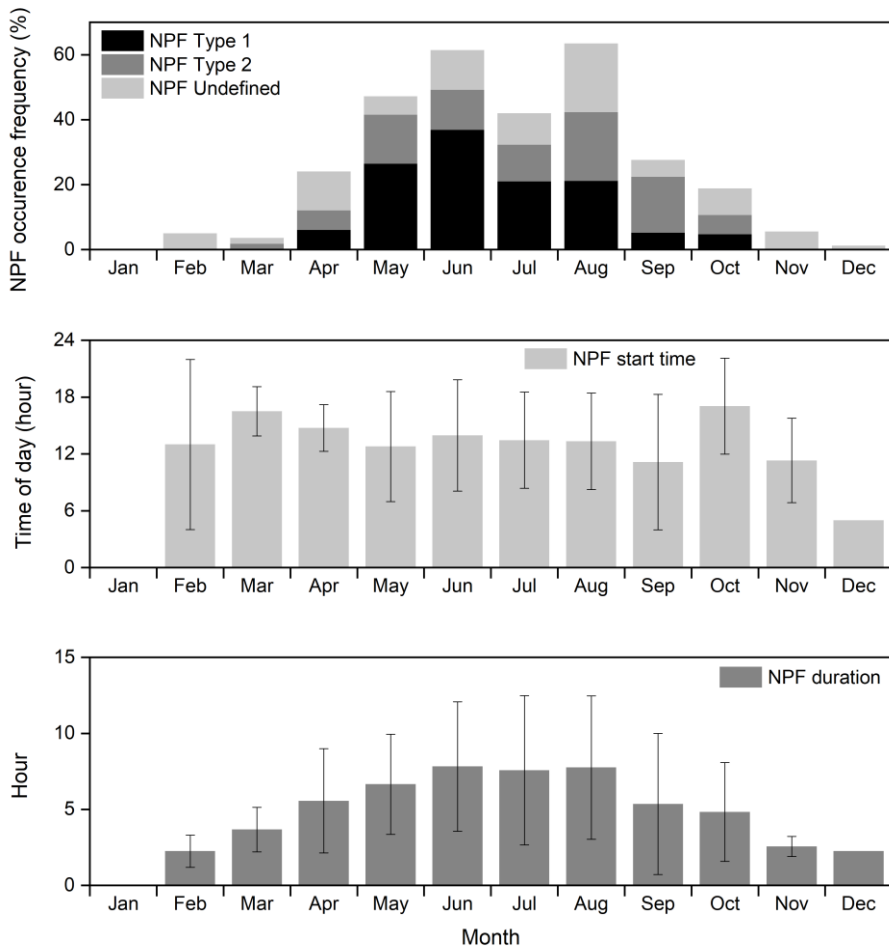 NPF occurence frequency (%)
60
40
20
0
NPF Type 1
NPF Type 2
NPF Undefined
Jan Feb Mar Apr May Jun Jul Aug Sep Oct Nov Dec
Time of day (hour)
24
18
12
6
0
NPF start time
Jan Feb Mar Apr May Jun Jul Aug Sep Oct Nov Dec
Hour
15
10
5
0
NPF duration
Jan Feb Mar Apr May Jun Jul Aug Sep Oct Nov Dec
Month